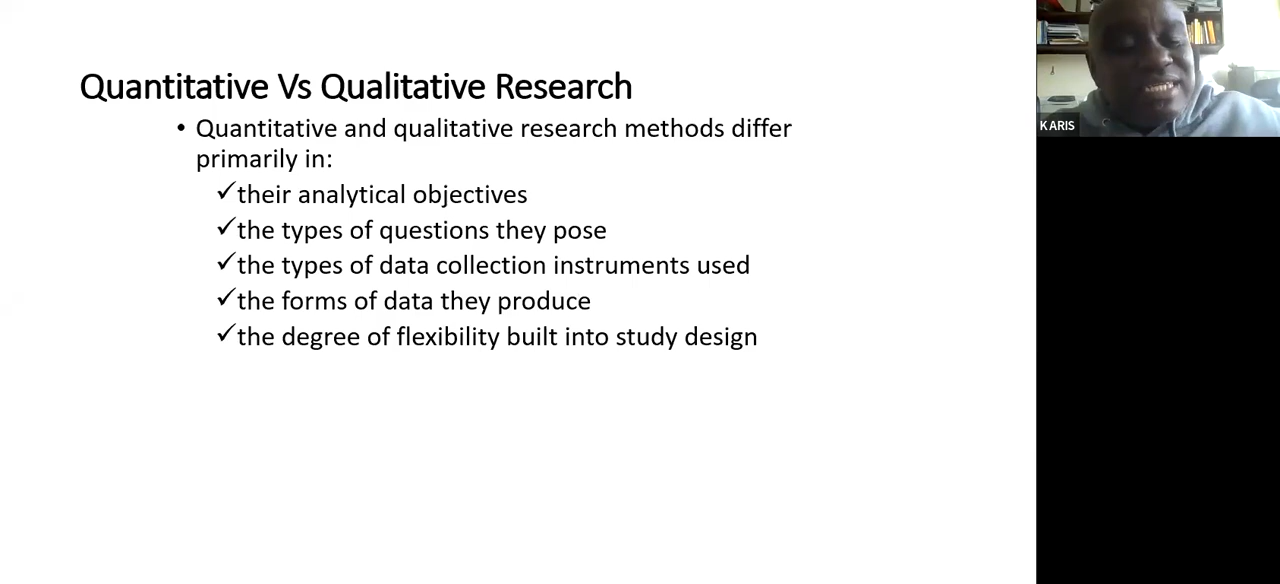 Quantitative Vs Qualitative Research
• Quantitative and qualitative research methods differ
primarily in:
✓their analytical objectives
✓the types of questions they pose
✓the types of data collection instruments used
✓the forms of data they produce
✓the degree of flexibility built into study design
KARIS